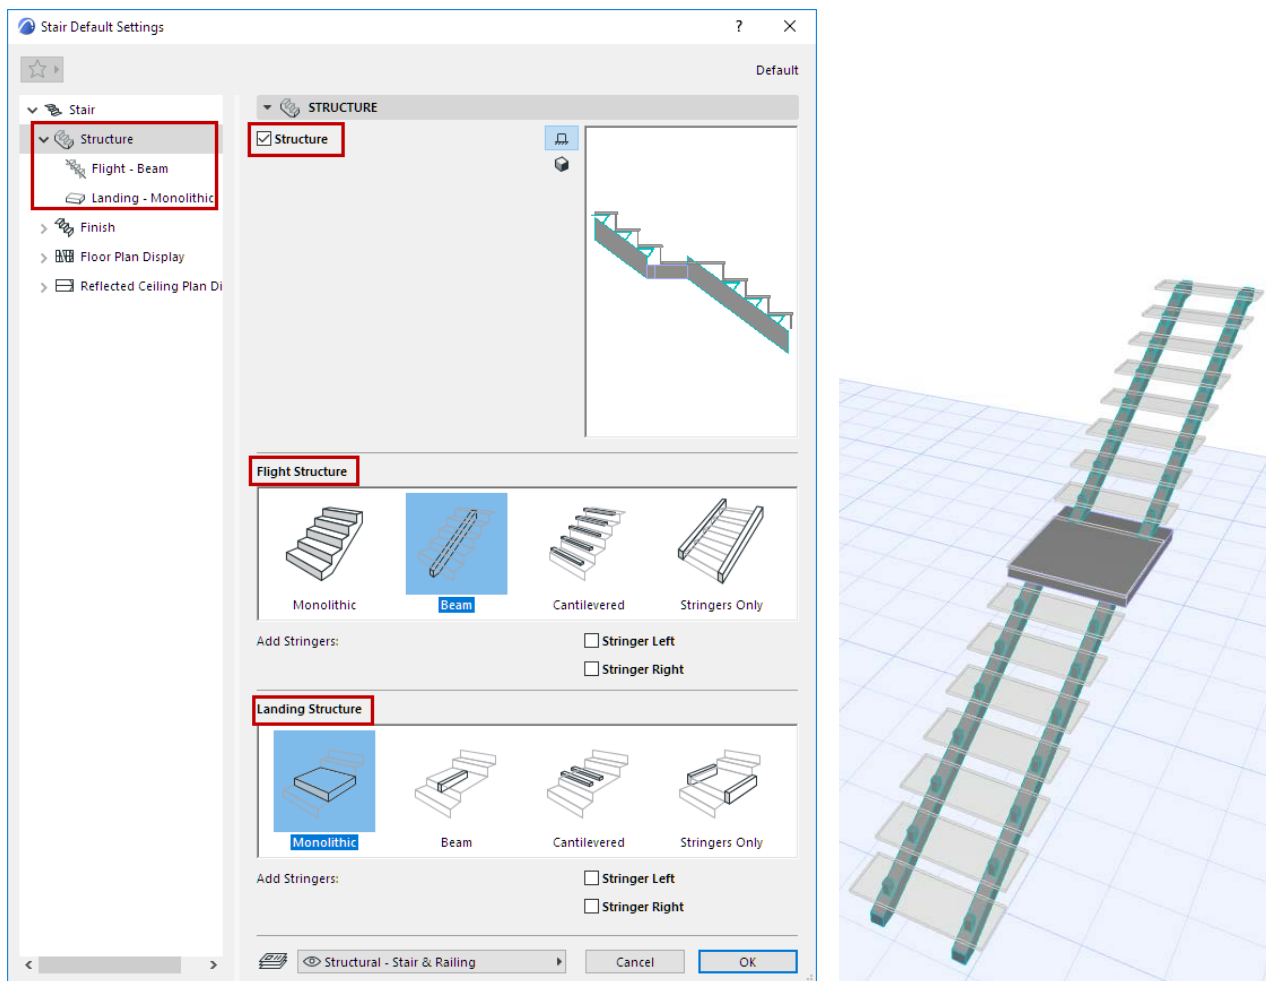 Stair Default Settings
?
Default
Stair
Structure
Flight - Beam
Landing - Monolithic
Finish
Floor Plan Display
Reflected Ceiling Plan Di
STRUCTURE
Structure
Flight Structure
Monolithic Beam Cantilevered Stringers Only
Add Stringers: Stringer Left
Stringer Right
Landing Structure
Monolithic Beam Cantilevered Stringers Only
Add Stringers: Stringer Left
Stringer Right
Structural - Stair & Railing Cancel OK